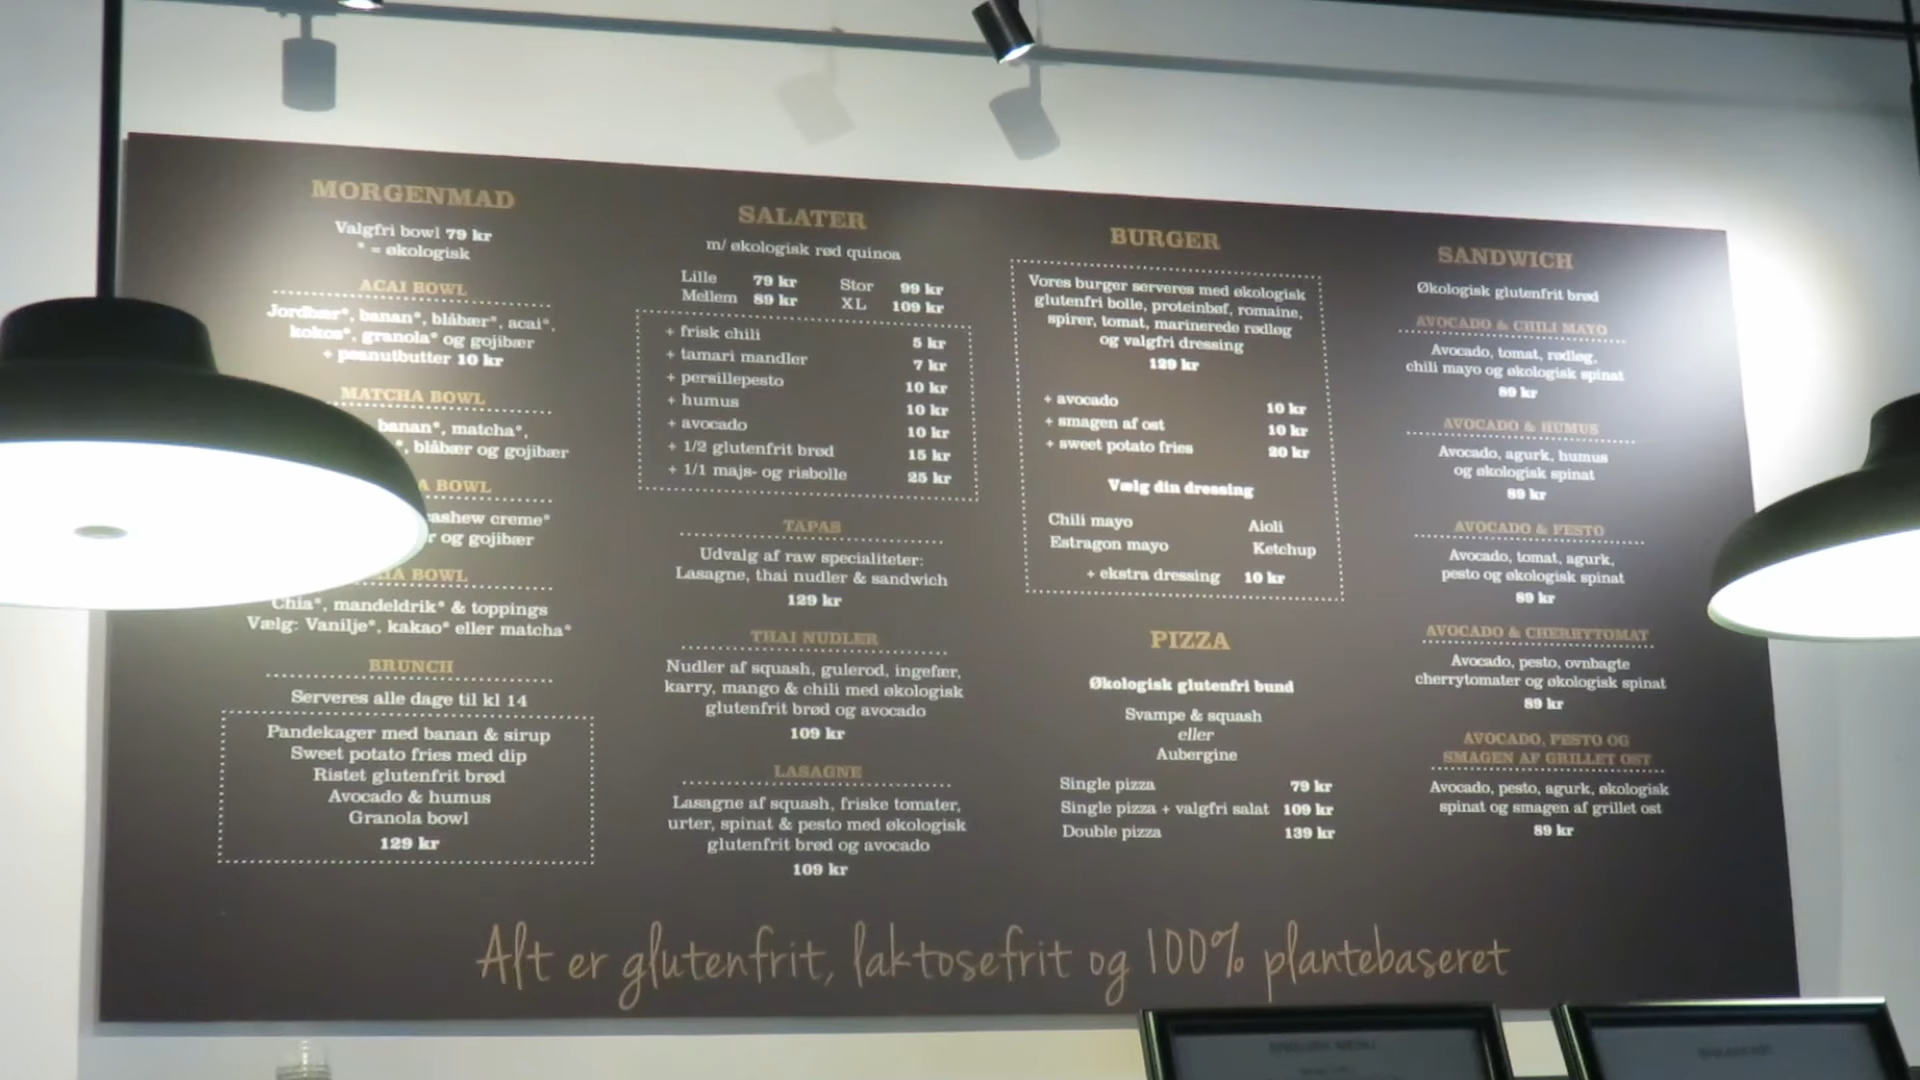 MORGENMAD
Valgfri bowl 79 kr
* = økologisk
ACAI BOWL
Jordbær*, banan*, blåbær*, acai*,
kokos*, granola* og gojibær
+ peanutbutter 10 kr
MATCHA BOWL
banan*, matcha*,
*, blåbær og gojibær
A BOWL
cashew creme*
og gojibær
BOWL
Chia*, mandeldrik* & toppings
Vælg: Vanilje*, kakao* eller matcha*
BRUNCH
Serveres alle dage til kl 14
Pandekager med banan & sirup
Sweet potato fries med dip
Ristet glutenfrit brød
Avocado & humus
Granola bowl
129 kr
SALATER
m/ økologisk rød quinoa
Lille 79 kr Stor 99 kr
Mellem 89 kr XL 109 kr
+ frisk chili 5 kr
+ tamari mandler 7 kr
+ persillepesto 10 kr
+ humus 10 kr
+ avocado 10 kr
+ 1/2 glutenfrit brød 15 kr
+ 1/1 majs- og risbolle 25 kr
TAPAS
Udvalg af raw specialiteter:
Lasagne, thai nudler & sandwich
129 kr
THAI NUDLER
Nudler af squash, gulerod, ingefær,
karry, mango & chili med økologisk
glutenfrit brød og avocado
109 kr
LASAGNE
Lasagne af squash, friske tomater,
urter, spinat & pesto med økologisk
glutenfrit brød og avocado
109 kr
BURGER
Vores burger serveres med økologisk
glutenfri bolle, proteinbøf, romaine,
spirer, tomat, marinerede rødløg
og valgfri dressing
129 kr
+ avocado 10 kr
+ smagen af ost 10 kr
+ sweet potato fries 20 kr
Vælg din dressing
Chili mayo Aioli
Estragon mayo Ketchup
+ ekstra dressing 10 kr
PIZZA
Økologisk glutenfri bund
Svampe & squash
eller
Aubergine
Single pizza 79 kr
Single pizza + valgfri salat 109 kr
Double pizza 139 kr
SANDWICH
Økologisk glutenfrit brød
AVOCADO & CHILI MAYO
Avocado, tomat, rødløg,
chili mayo og økologisk spinat
89 kr
AVOCADO & HUMUS
Avocado, agurk, humus
og økologisk spinat
89 kr
AVOCADO & PESTO
Avocado, tomat, agurk,
pesto og økologisk spinat
89 kr
AVOCADO & CHERRYTOMAT
Avocado, pesto, ovnbagte
cherrytomater og økologisk spinat
89 kr
AVOCADO, PESTO OG
SMAGEN AF GRILLET OST
Avocado, pesto, agurk, økologisk
spinat og smagen af grillet ost
89 kr
Alt er glutenfrit, laktosefrit og 100% plantebaseret
ENGLISH MENU